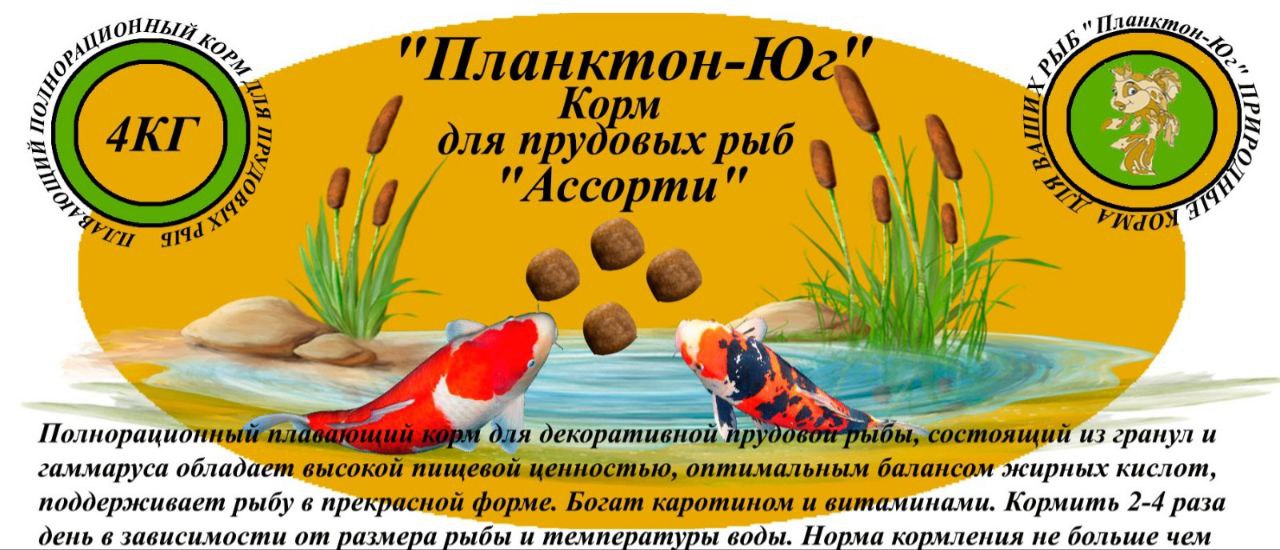 ПЛАВАЮЩИЙ ПОЛНОРАЦИОННЫЙ КОРМ ДЛЯ ПРУДОВЫХ РЫБ
4КГ
"Планктон-Юг"
Корм
для прудовых рыб
"Ассорти"
ПРИРОДНЫЕ КОРМА ДЛЯ ВАШИХ РЫБ "Планктон-Юг"
Полнорационный плавающий корм для декоративной прудовой рыбы, состоящий из гранул и
гаммаруса обладает высокой пищевой ценностью, оптимальным балансом жирных кислот,
поддерживает рыбу в прекрасной форме. Богат каротином и витаминами. Кормить 2-4 раза
день в зависимости от размера рыбы и температуры воды. Норма кормления не больше чем